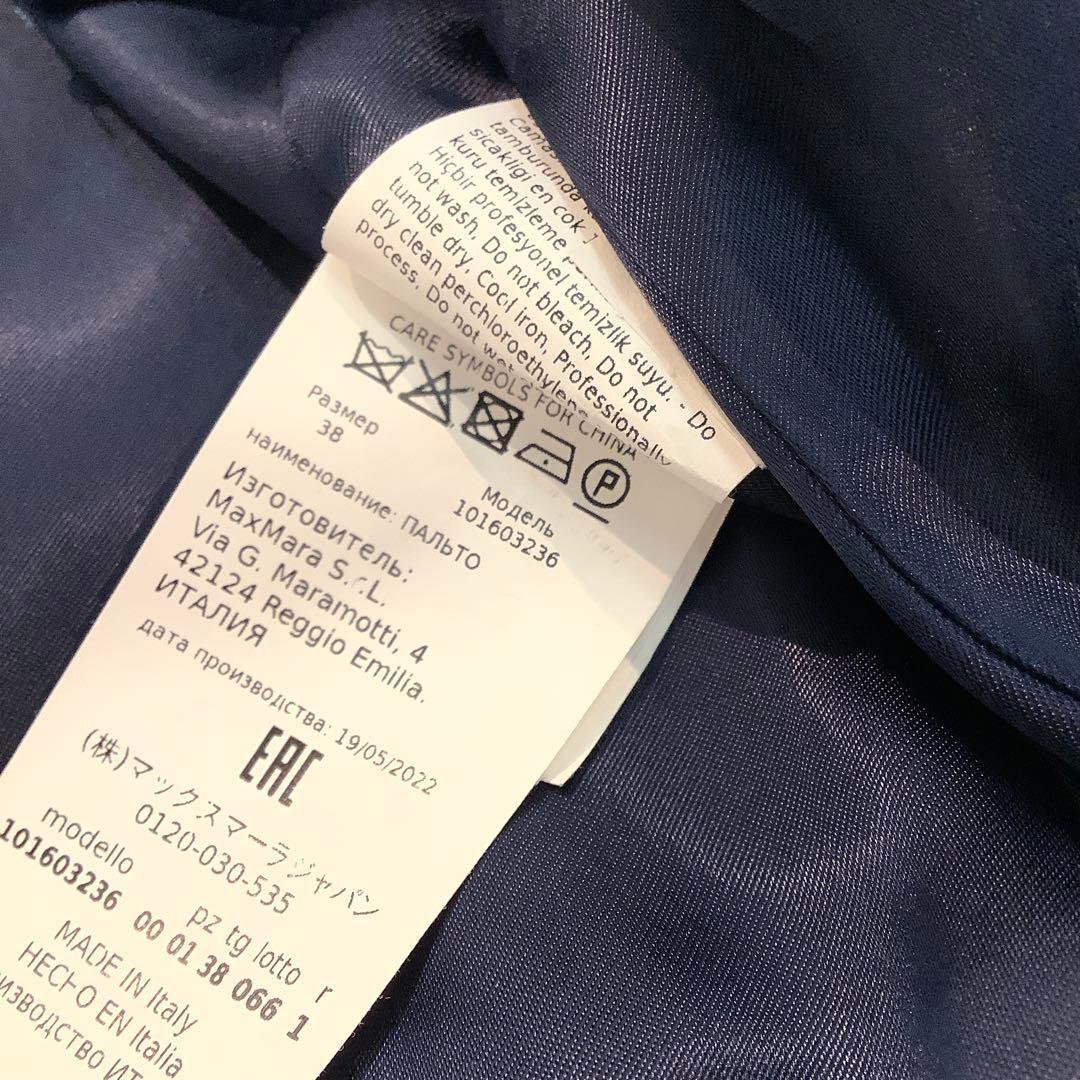 tamburunda
sicakligi en cok ]
kuru temizleme
Hiçbir profesyonel temizlik suyu. - Do
not wash. Do not bleach. Do not
tumble dry. Cocl iron. Professionally
dry clean perchloroethylene
process. Do not
CARE SYMBOLS FOR CHINA
P
Размер
38
Модель
101603236
наименование: ПАЛЬТО
Изготовитель:
MaxMara S.r.L.
Via G. Maramotti, 4
42124 Reggio Emilia.
ИТАЛИЯ
дата производства: 19/05/2022
EAC
(株)マックスマーラジャパン
0120-030-535
modello
pz tg lotto r
101603236 00 01 38 066 1
MADE IN Italy
HECHO EN Italia